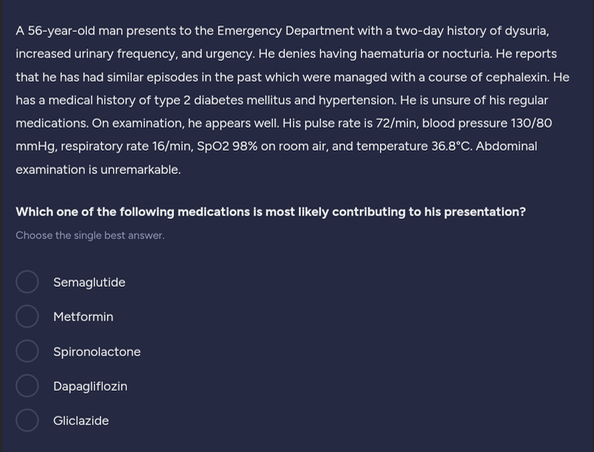 A 56-year-old man presents to the Emergency Department with a two-day history of dysuria,
increased urinary frequency, and urgency. He denies having haematuria or nocturia. He reports
that he has had similar episodes in the past which were managed with a course of cephalexin. He
has a medical history of type 2 diabetes mellitus and hypertension. He is unsure of his regular
medications. On examination, he appears well. His pulse rate is 72/min, blood pressure 130/80
mmHg, respiratory rate 16/min, SpO2 98% on room air, and temperature 36.8°C. Abdominal
examination is unremarkable.
Which one of the following medications is most likely contributing to his presentation?
Choose the single best answer.
Semaglutide
Metformin
Spironolactone
Dapagliflozin
Gliclazide